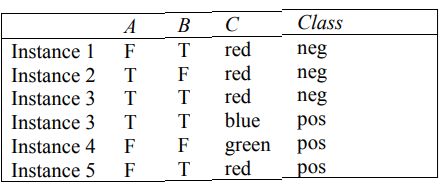 A B C Class
Instance 1 F T red neg
Instance 2 T F red neg
Instance 3 T T red neg
Instance 3 T T blue pos
Instance 4 F F green pos
Instance 5 F T red pos